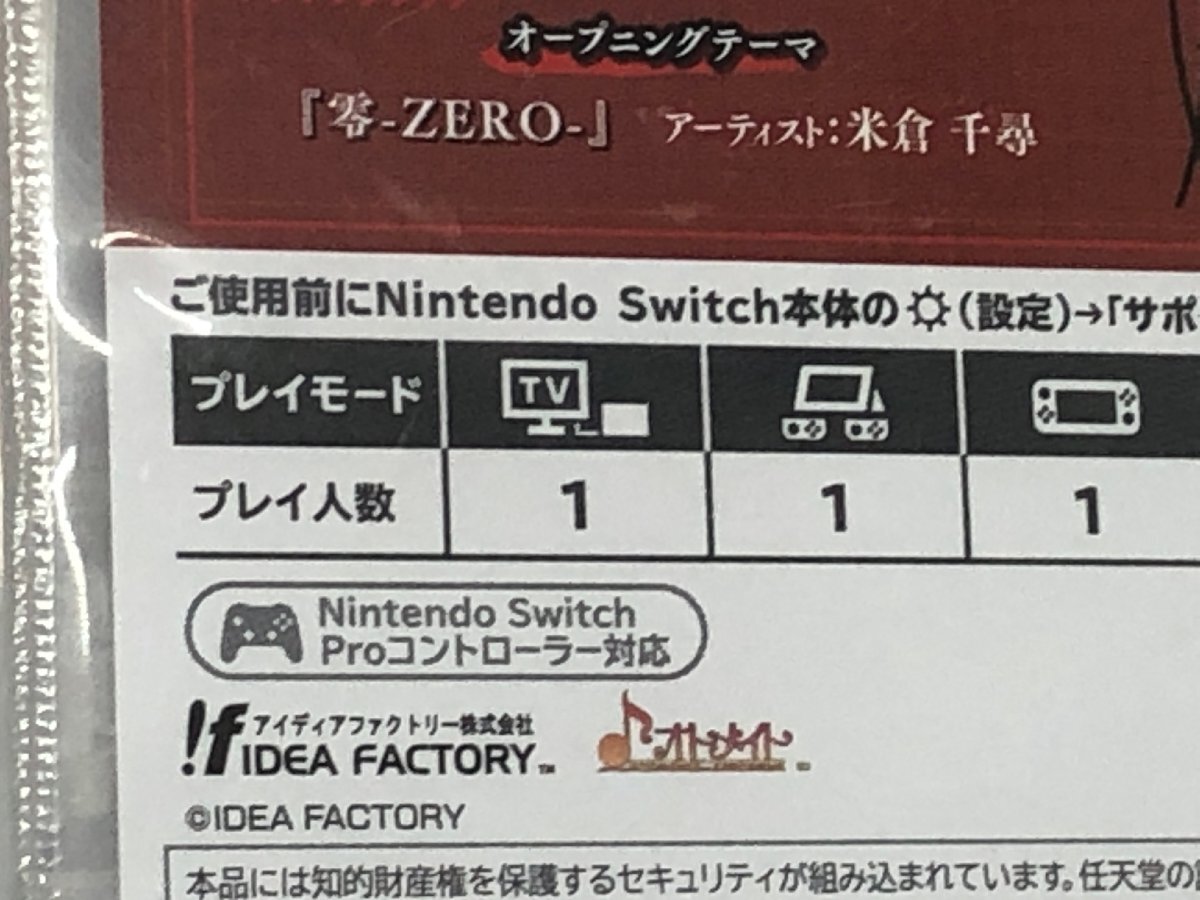 オープニングテーマ
『零-ZERO-』 アーティスト:米倉 千尋
ご使用前にNintendo Switch本体の(設定)→「サポ
プレイモード TV
プレイ人数 1 1 1
Nintendo Switch
Proコントローラー対応
!f アイディアファクトリー株式会社
IDEA FACTORY™
オトメイト
©IDEA FACTORY
本品には知的財産権を保護するセキュリティが組み込まれています。任天堂の